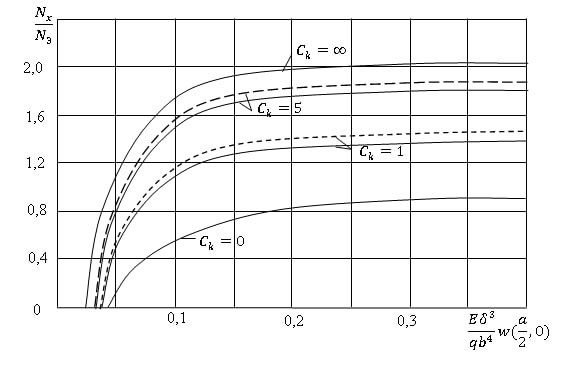 N_x/N_э
C_k = ∞
2,0
C_k = 5
1,6
1,2
C_k = 1
0,8
C_k = 0
0,4
0
0,1
0,2
0,3
Eδ³/qb⁴ w(a/2, 0)